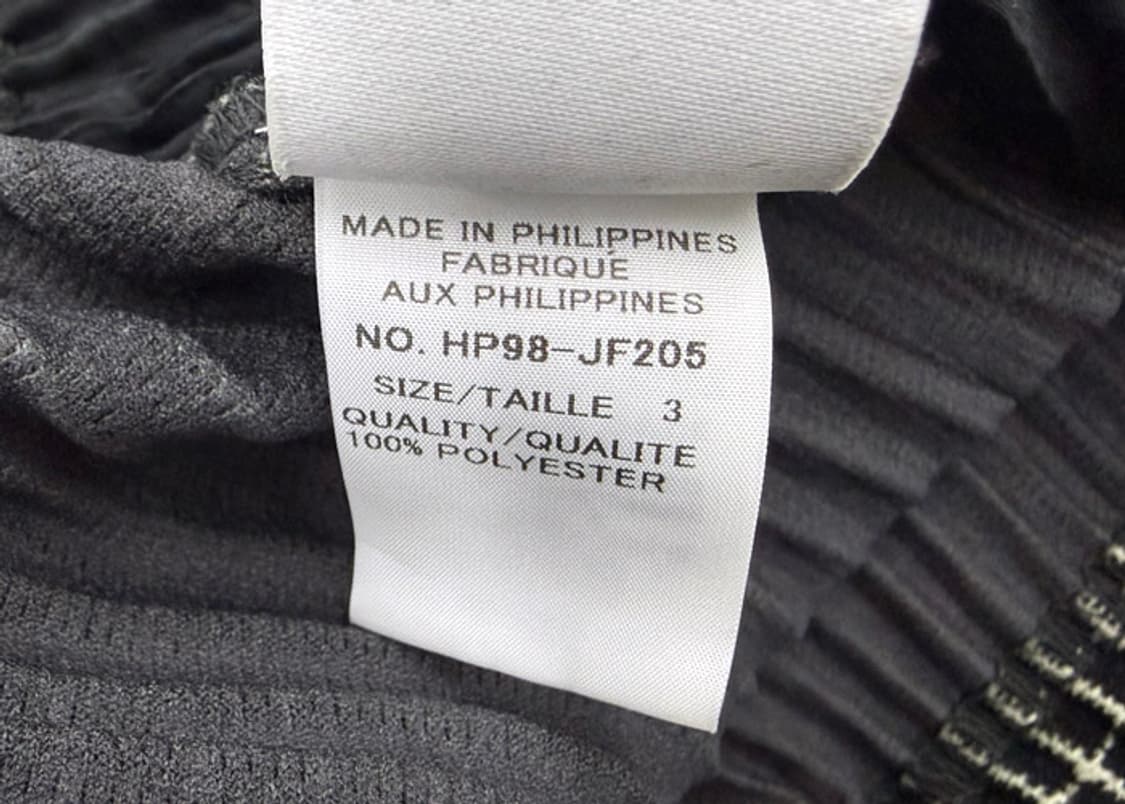 MADE IN PHILIPPINES
FABRIQUÉ
AUX PHILIPPINES
NO. HP98-JF205
SIZE/TAILLE 3
QUALITY/QUALITE
100% POLYESTER